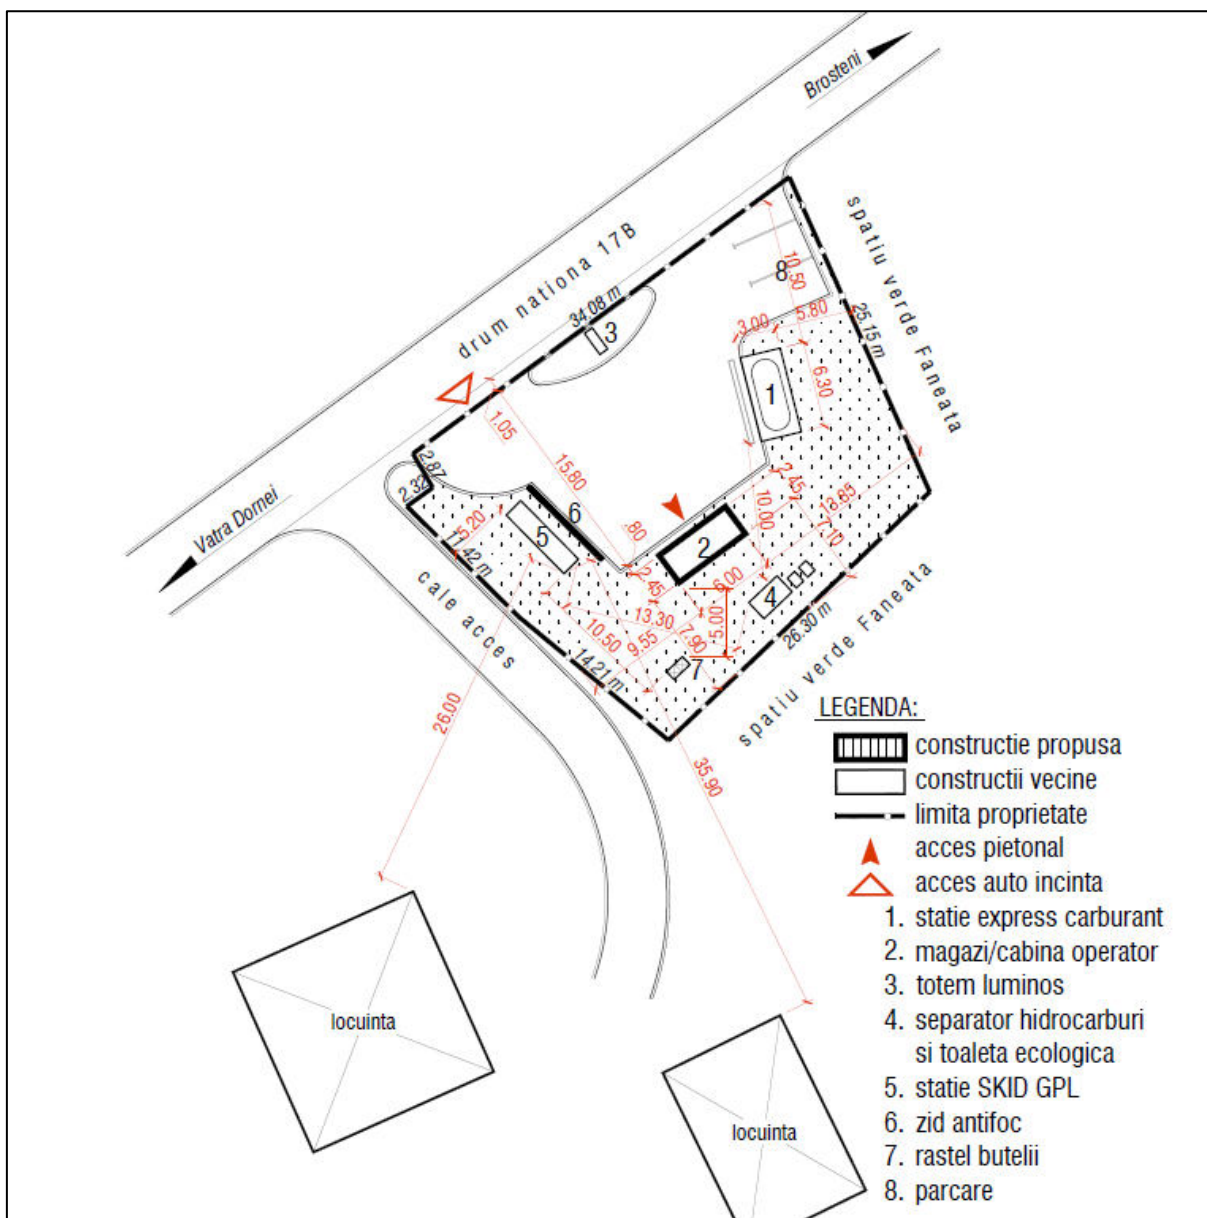 Brosteni
drum nationa 17B
34.08 m
spatiu verde Faneata
8
10.50
5.80
3.00
25.15 m
3
1
6.30
1.05
15.80
2.87
2.32
Vatra Dornei
6
5
5.20
11.42 m
cale acces
.80
2
2.45
10.00
13.85
7.10
2.45
6.00
4
26.30 m
spatiu verde Faneata
13.30
5.00
7.90
10.50
9.55
14.21 m
7
26.00
35.90
locuinta
locuinta
LEGENDA:
constructie propusa
constructii vecine
limita proprietate
acces pietonal
acces auto incinta
1. statie express carburant
2. magazi/cabina operator
3. totem luminos
4. separator hidrocarburi
si toaleta ecologica
5. statie SKID GPL
6. zid antifoc
7. rastel butelii
8. parcare